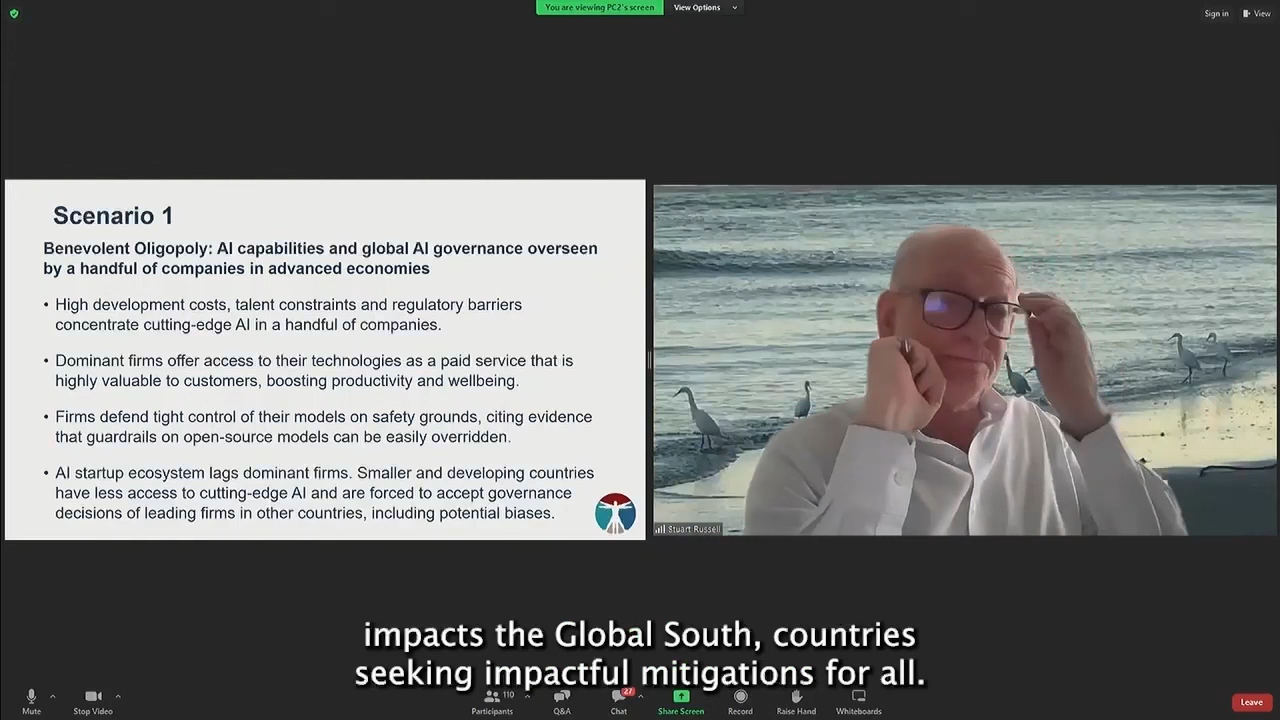 You are viewing PC2's screen
View Options
Sign in
View
Scenario 1
Benevolent Oligopoly: AI capabilities and global AI governance overseen
by a handful of companies in advanced economies
• High development costs, talent constraints and regulatory barriers
concentrate cutting-edge AI in a handful of companies.
• Dominant firms offer access to their technologies as a paid service that is
highly valuable to customers, boosting productivity and wellbeing.
• Firms defend tight control of their models on safety grounds, citing evidence
that guardrails on open-source models can be easily overridden.
• AI startup ecosystem lags dominant firms. Smaller and developing countries
have less access to cutting-edge AI and are forced to accept governance
decisions of leading firms in other countries, including potential biases.
Stuart Russell
impacts the Global South, countries
seeking impactful mitigations for all.
Mute
Stop Video
110
Participants
Q&A
27
Chat
Share Screen
Record
Raise Hand
Whiteboards
Leave